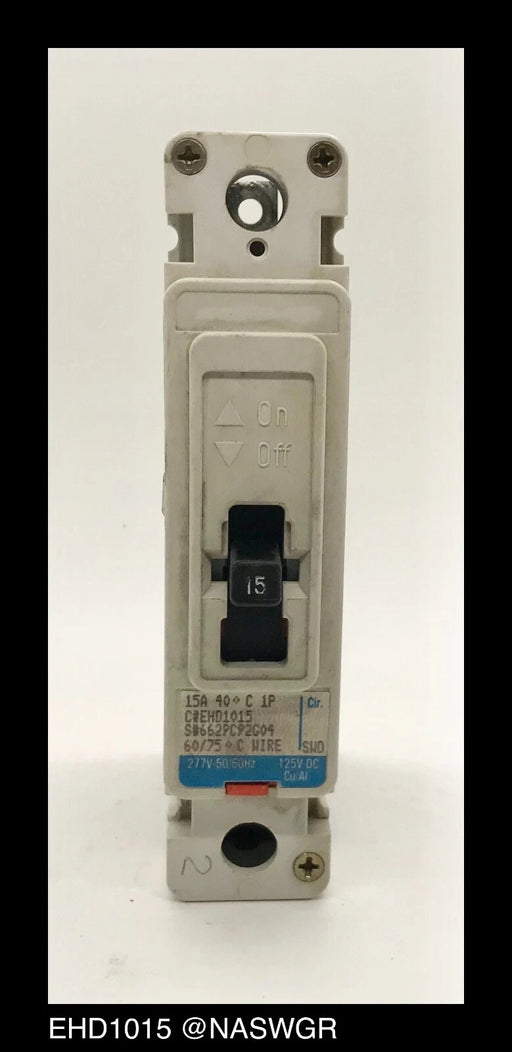 △ On
▽ Off
15
15A 40° C 1P Cir.
C#EHD1015
S#6629C92G04
60/75° C WIRE SWD
277V-50/60Hz 125V-DC
Cu/Al
2
EHD1015 @NASWGR